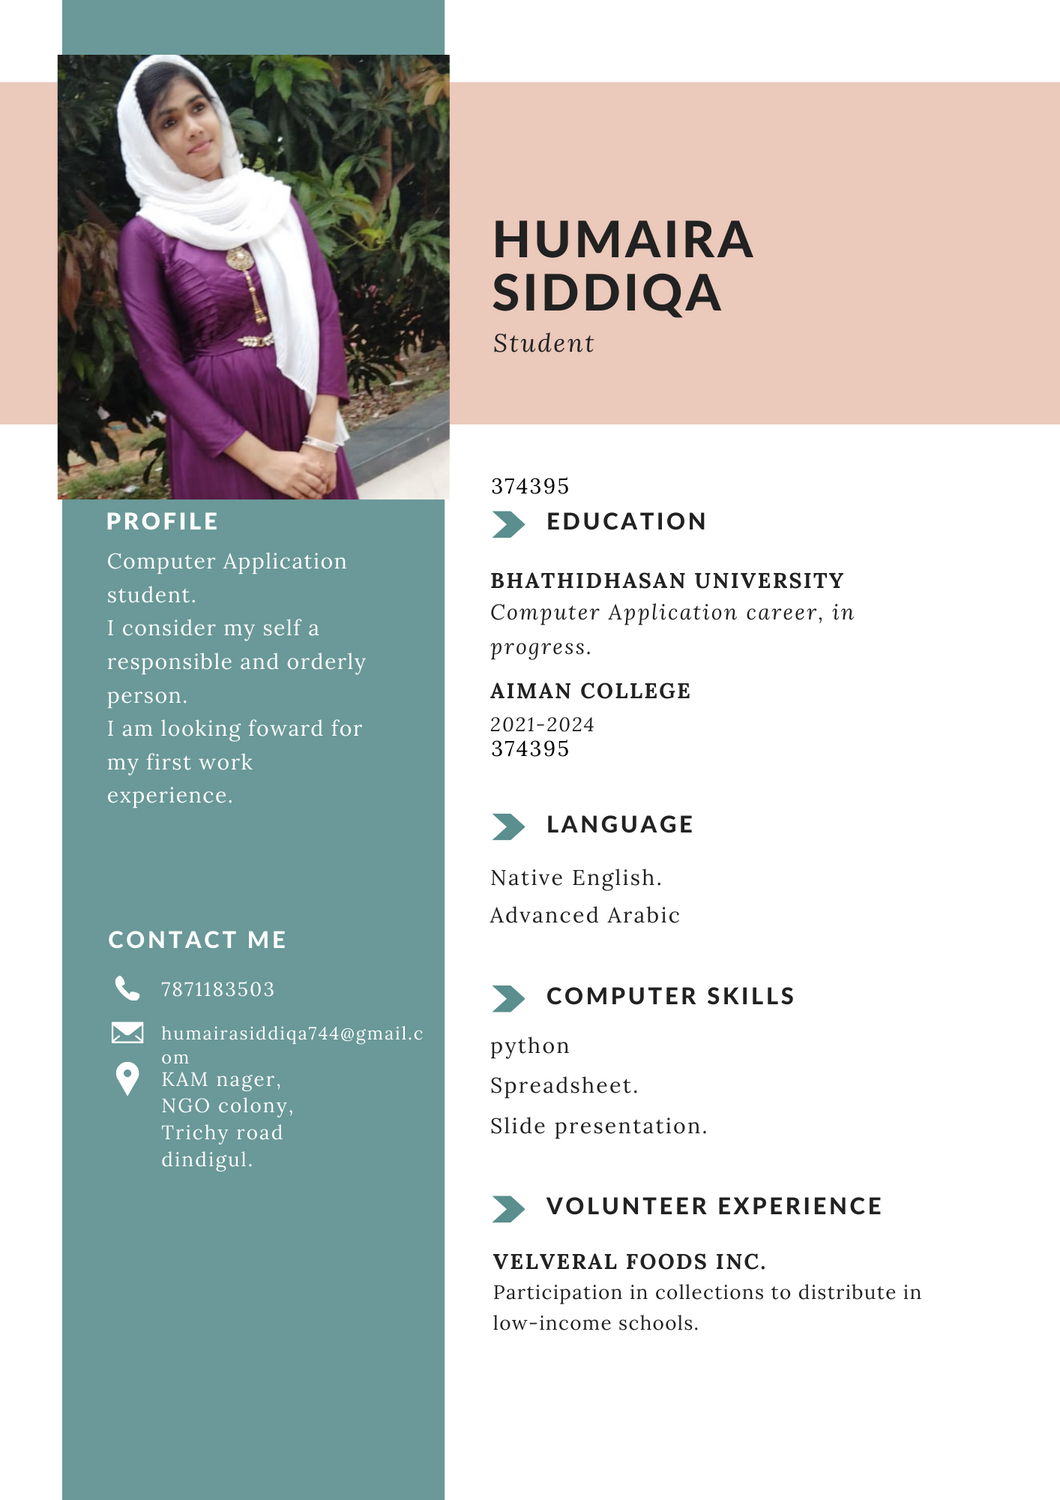 HUMAIRA
SIDDIQA
Student
PROFILE
Computer Application
student.
I consider my self a
responsible and orderly
person.
I am looking foward for
my first work
experience.
CONTACT ME
7871183503
humairasiddiqa744@gmail.c
om
KAM nager,
NGO colony,
Trichy road
dindigul.
374395
EDUCATION
BHATHIDHASAN UNIVERSITY
Computer Application career, in
progress.
AIMAN COLLEGE
2021-2024
374395
LANGUAGE
Native English.
Advanced Arabic
COMPUTER SKILLS
python
Spreadsheet.
Slide presentation.
VOLUNTEER EXPERIENCE
VELVERAL FOODS INC.
Participation in collections to distribute in
low-income schools.